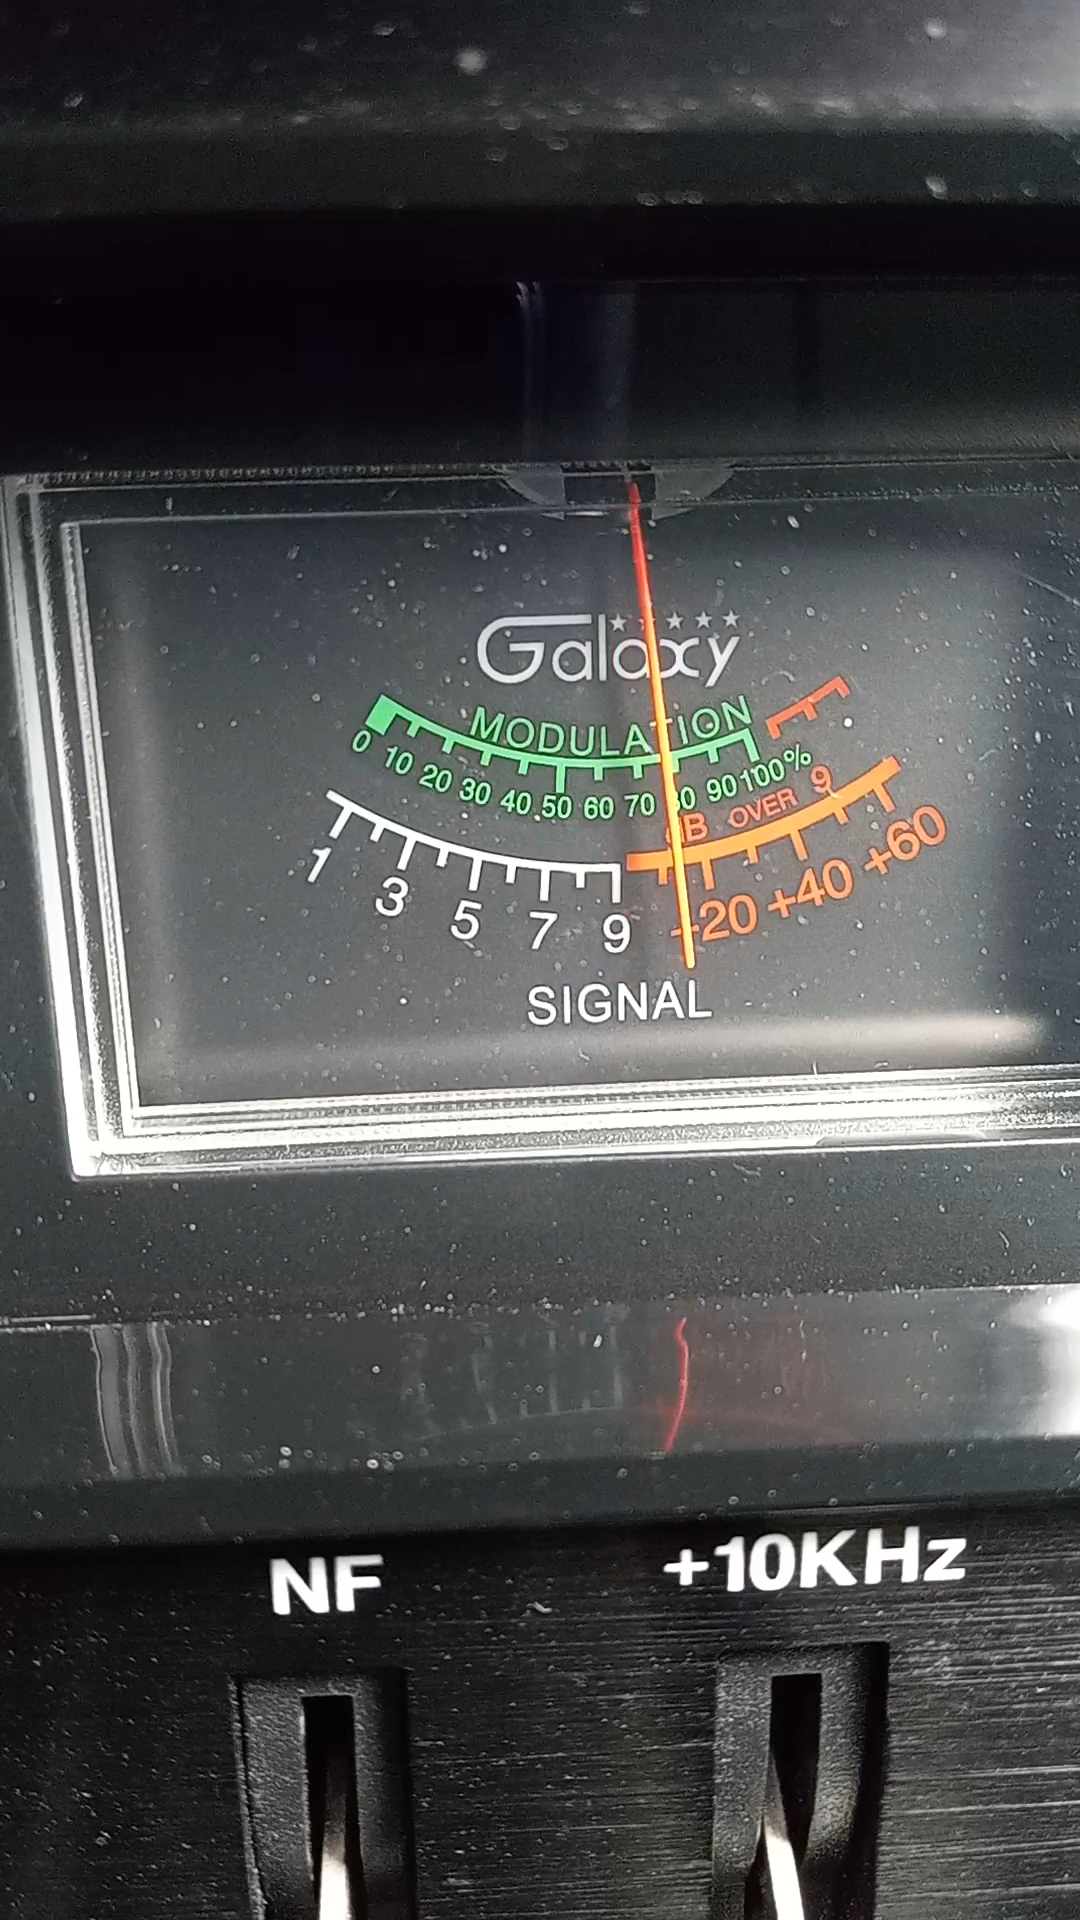 Galaxy
MODULATION
0 10 20 30 40 50 60 70 80 90 100%
dB OVER 9
1 3 5 7 9 +20 +40 +60
SIGNAL
NF
+10KHz